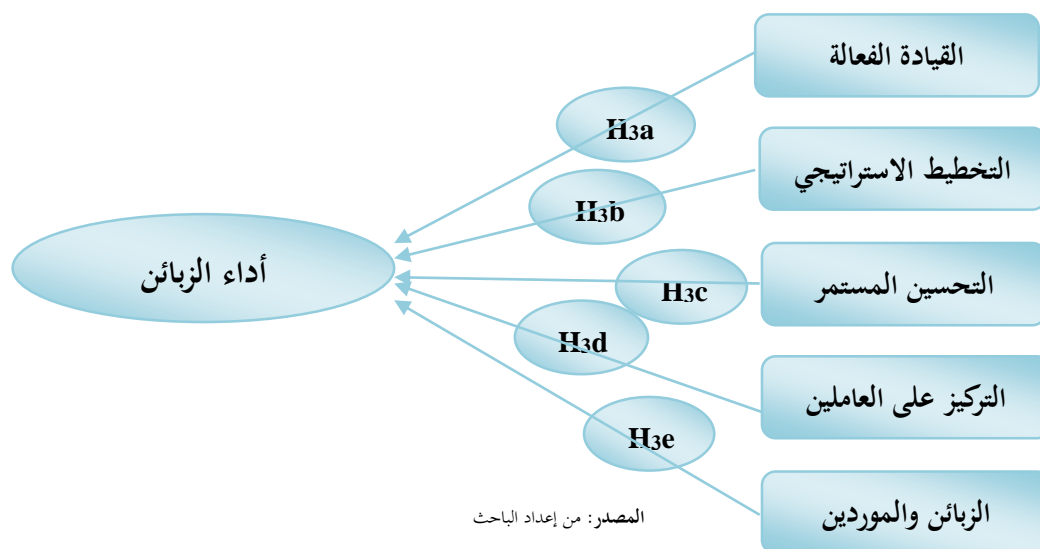 القيادة الفعالة
H3a
التخطيط الاستراتيجي
H3b
أداء الزبائن
التحسين المستمر
H3c
H3d
التركيز على العاملين
H3e
الزبائن والموردين
المصدر: من إعداد الباحث